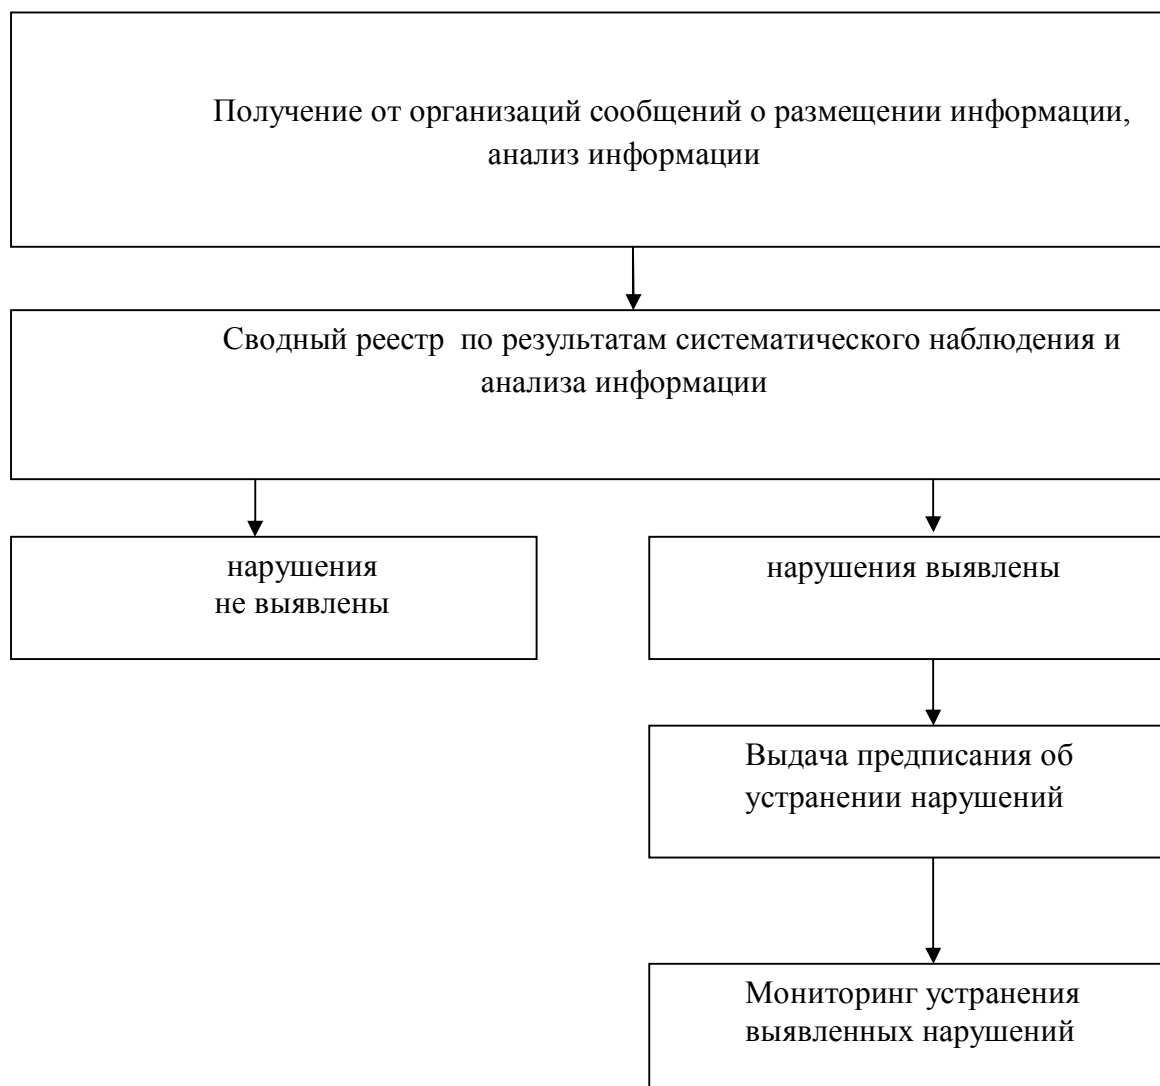 Получение от организаций сообщений о размещении информации,
анализ информации
Сводный реестр  по результатам систематического наблюдения и
анализа информации
нарушения
не выявлены
нарушения выявлены
Выдача предписания об
устранении нарушений
Мониторинг устранения
выявленных нарушений